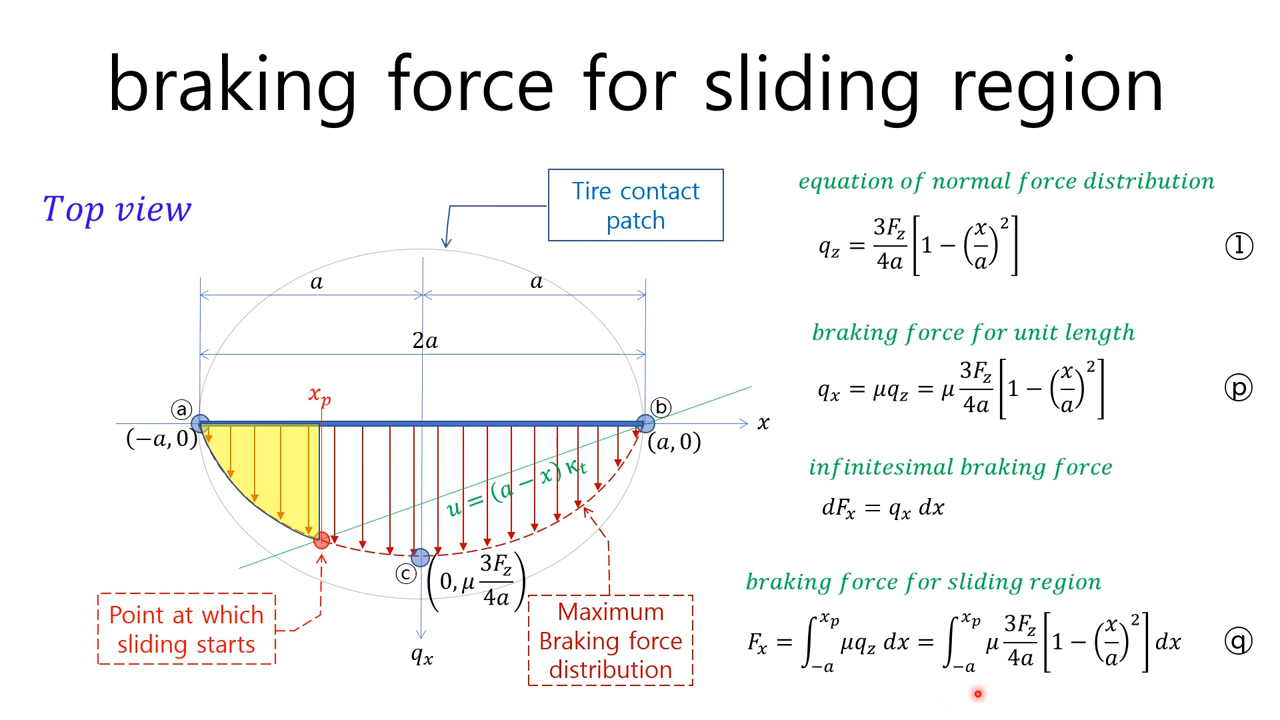 braking force for sliding region
Top view
Tire contact
patch
a
a
2a
x_p
ⓐ
(−a, 0)
ⓑ
(a, 0)
x
u = (a − x) κ_t
ⓒ
(0, μ 3F_z/4a)
q_x
Point at which
sliding starts
Maximum
Braking force
distribution
equation of normal force distribution
q_z = 3F_z/4a [1 − (x/a)²]
①
braking force for unit length
q_x = μq_z = μ 3F_z/4a [1 − (x/a)²]
ⓟ
infinitesimal braking force
dF_x = q_x dx
braking force for sliding region
F_x = ∫_{−a}^{x_p} μq_z dx = ∫_{−a}^{x_p} μ 3F_z/4a [1 − (x/a)²] dx
ⓠ